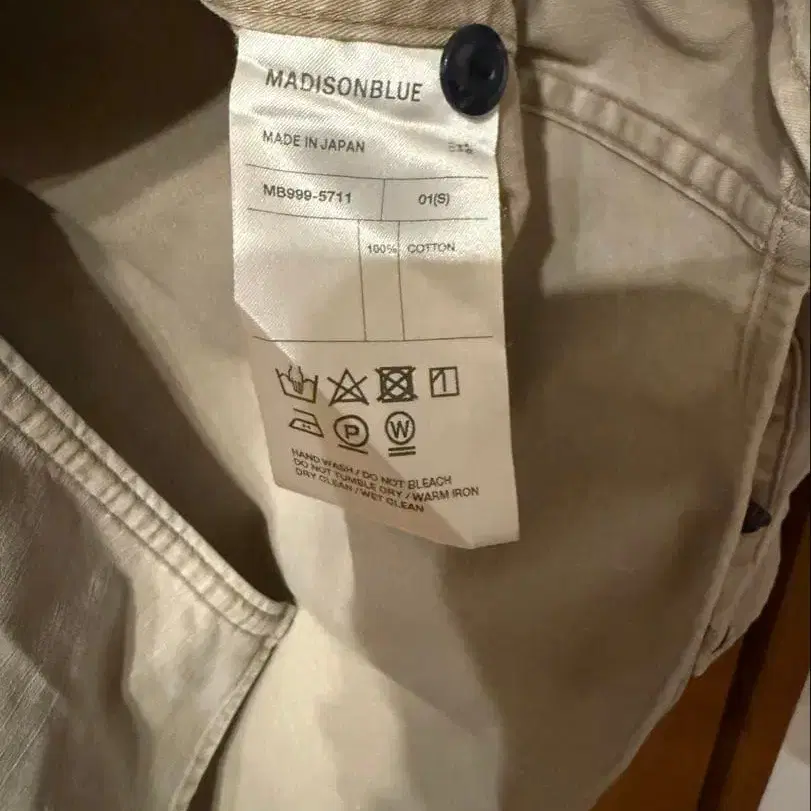 MADISONBLUE
MADE IN JAPAN
MB999-5711 01(S)
100% COTTON
P W
HAND WASH / DO NOT BLEACH
DO NOT TUMBLE DRY / WARM IRON
DRY CLEAN / WET CLEAN